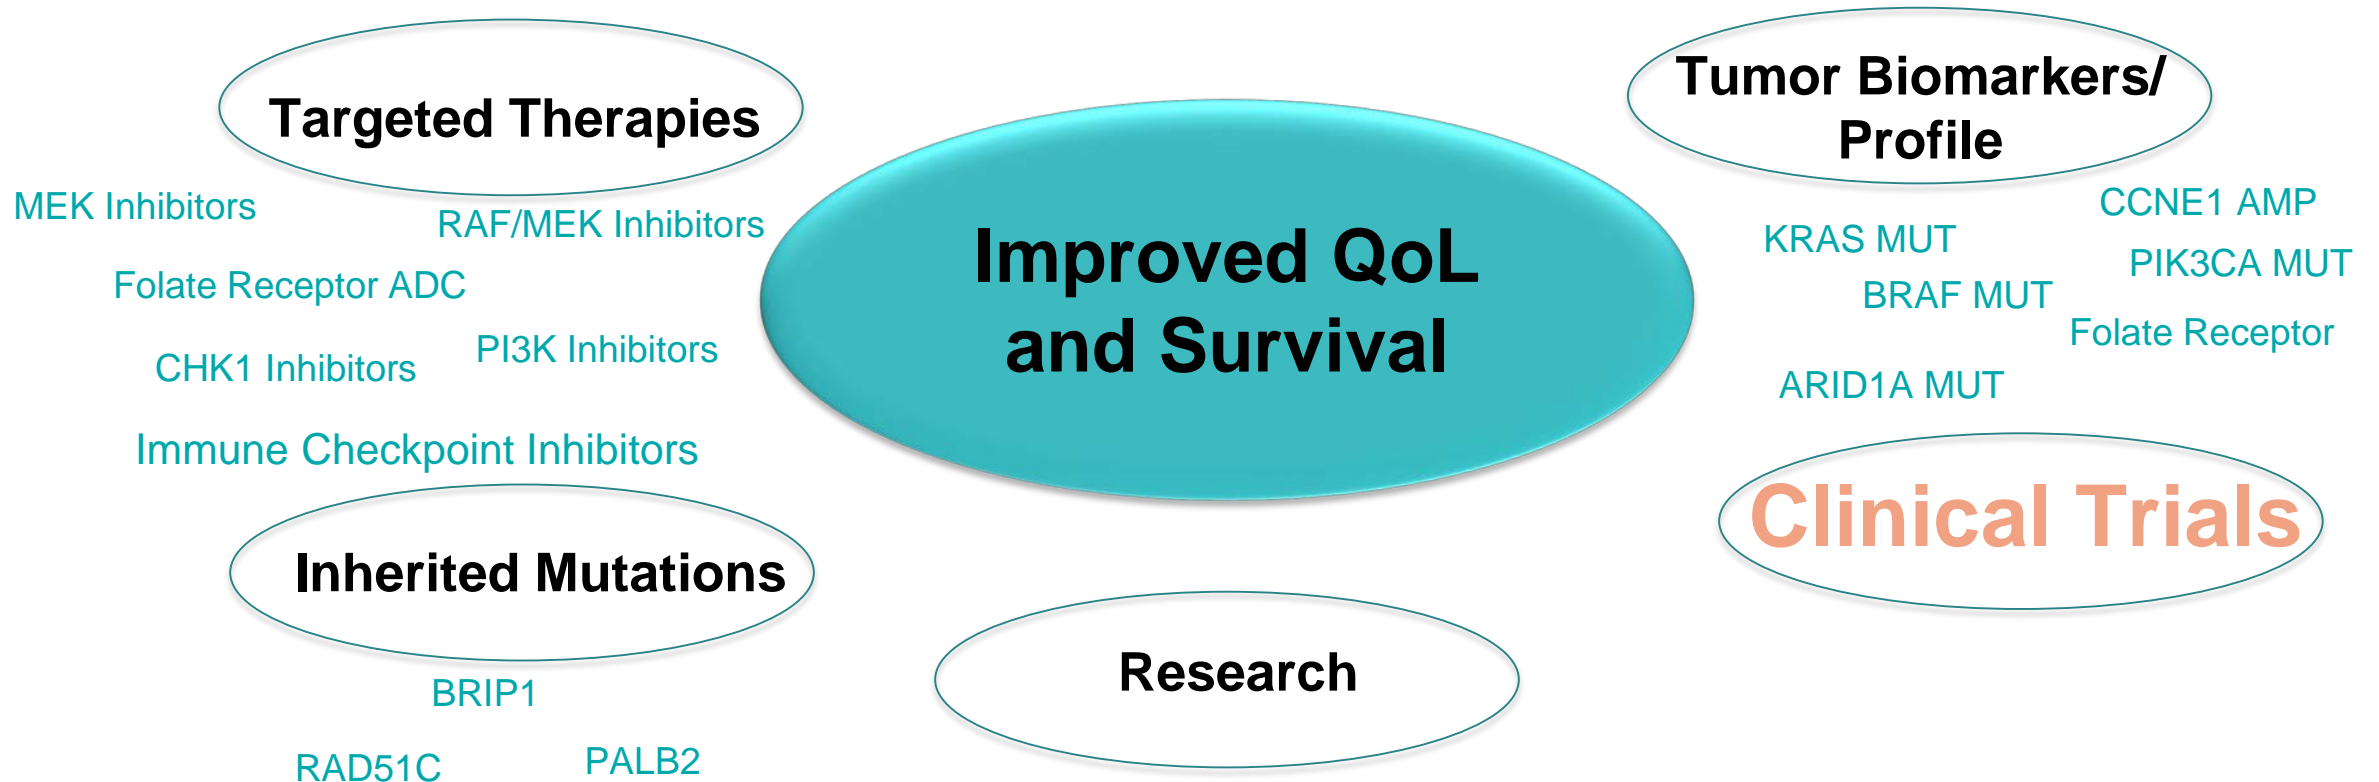 Targeted Therapies
MEK Inhibitors
RAF/MEK Inhibitors
Folate Receptor ADC
CHK1 Inhibitors
PI3K Inhibitors
Immune Checkpoint Inhibitors
Inherited Mutations
BRIP1
RAD51C
PALB2
Improved QoL
and Survival
Research
Tumor Biomarkers/
Profile
CCNE1 AMP
KRAS MUT
PIK3CA MUT
BRAF MUT
Folate Receptor
ARID1A MUT
Clinical Trials